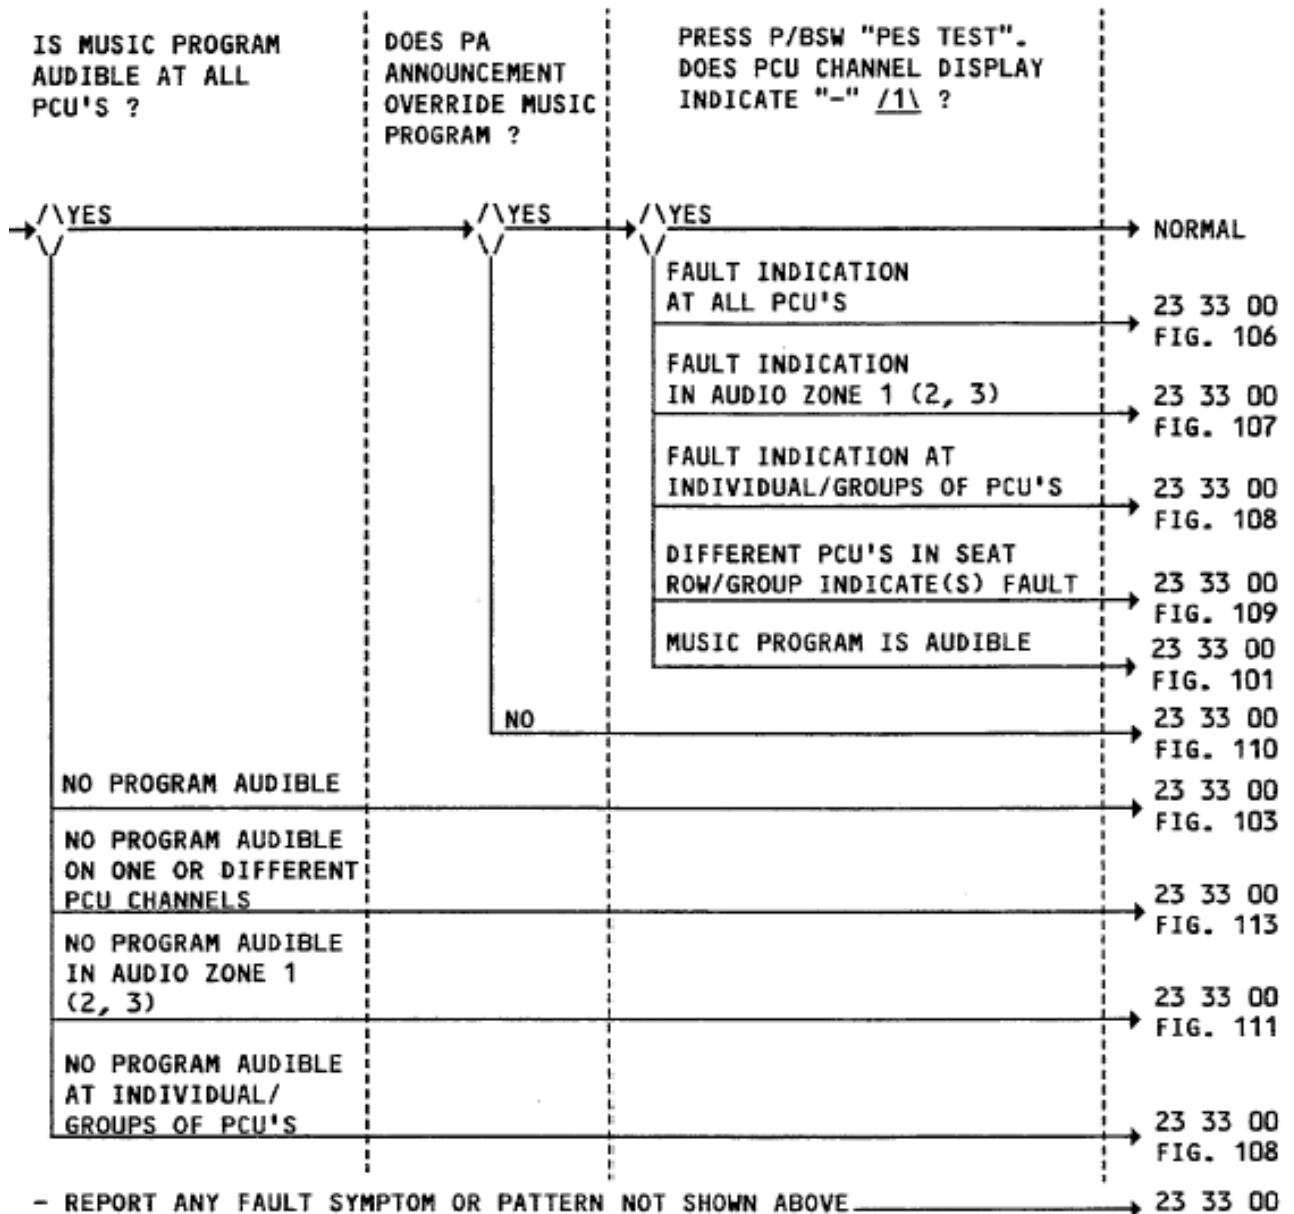 IS MUSIC PROGRAM
AUDIBLE AT ALL
PCU'S ?
DOES PA
ANNOUNCEMENT
OVERRIDE MUSIC
PROGRAM ?
PRESS P/BSW "PES TEST".
DOES PCU CHANNEL DISPLAY
INDICATE "-" /1\ ?
YES
YES
YES
NORMAL
FAULT INDICATION
AT ALL PCU'S
23 33 00
FIG. 106
FAULT INDICATION
IN AUDIO ZONE 1 (2, 3)
23 33 00
FIG. 107
FAULT INDICATION AT
INDIVIDUAL/GROUPS OF PCU'S
23 33 00
FIG. 108
DIFFERENT PCU'S IN SEAT
ROW/GROUP INDICATE(S) FAULT
23 33 00
FIG. 109
MUSIC PROGRAM IS AUDIBLE
23 33 00
FIG. 101
NO
23 33 00
FIG. 110
NO PROGRAM AUDIBLE
23 33 00
FIG. 103
NO PROGRAM AUDIBLE
ON ONE OR DIFFERENT
PCU CHANNELS
23 33 00
FIG. 113
NO PROGRAM AUDIBLE
IN AUDIO ZONE 1
(2, 3)
23 33 00
FIG. 111
NO PROGRAM AUDIBLE
AT INDIVIDUAL/
GROUPS OF PCU'S
23 33 00
FIG. 108
- REPORT ANY FAULT SYMPTOM OR PATTERN NOT SHOWN ABOVE
23 33 00